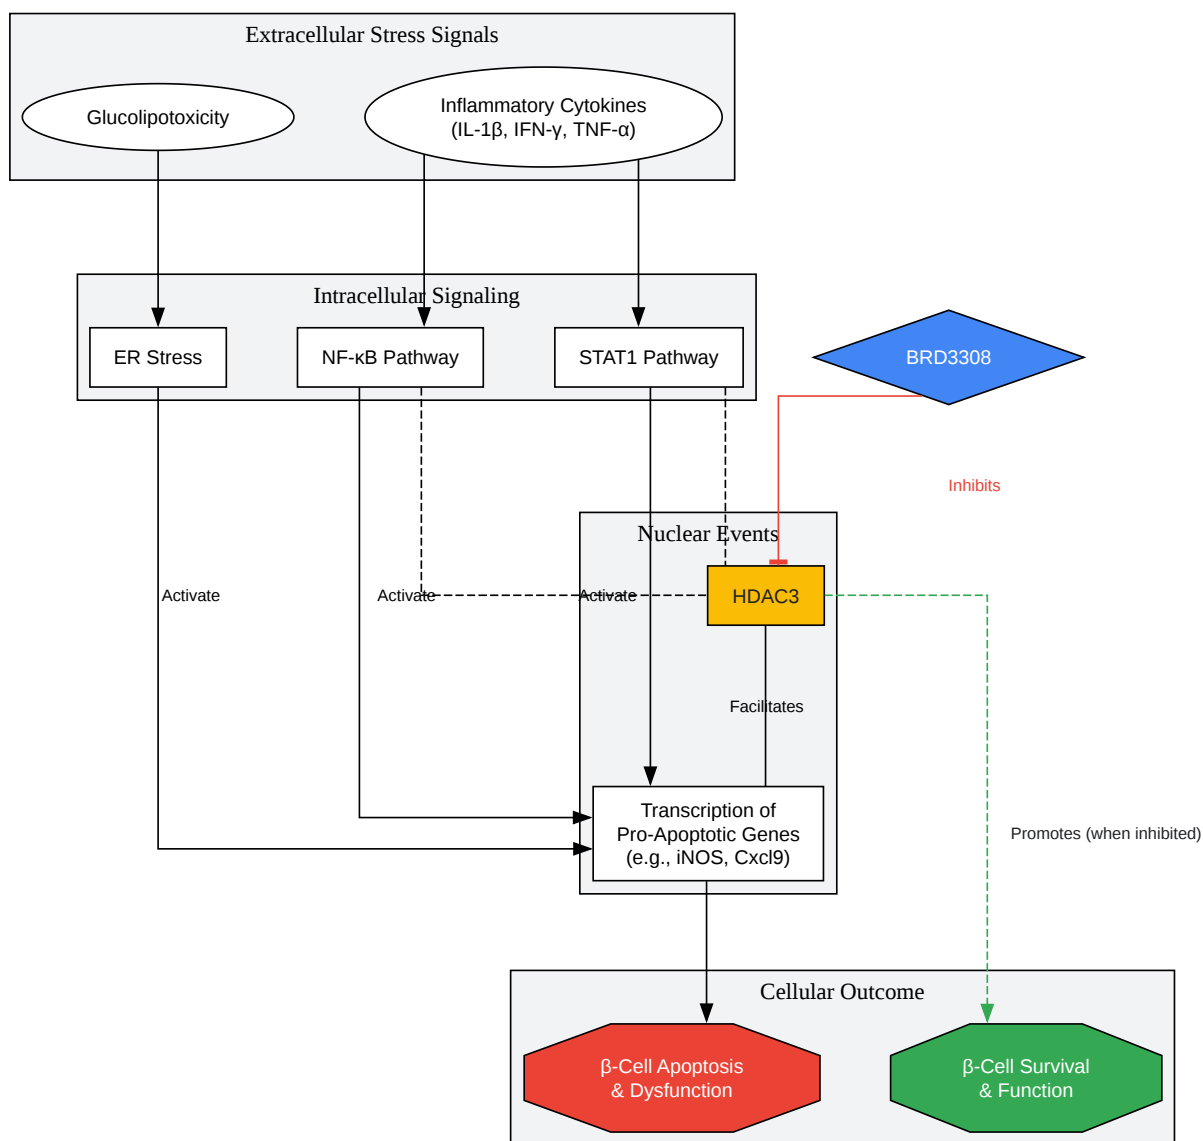 Extracellular Stress Signals
Glucolipotoxicity
Inflammatory Cytokines
(IL-1β, IFN-γ, TNF-α)
Intracellular Signaling
ER Stress
NF-κB Pathway
STAT1 Pathway
BRD3308
Inhibits
Nuclear Events
Activate
Activate
Activate
HDAC3
Facilitates
Transcription of
Pro-Apoptotic Genes
(e.g., iNOS, Cxcl9)
Promotes (when inhibited)
Cellular Outcome
β-Cell Apoptosis
& Dysfunction
β-Cell Survival
& Function